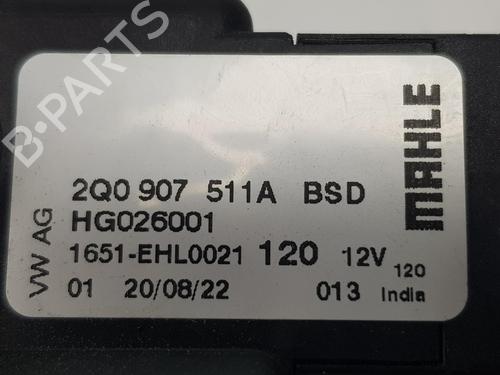 VW AG
2Q0 907 511A BSD
HG026001
1651-EHL0021 120 12V 120
01 20/08/22 013 India
MAHLE
B-PARTS